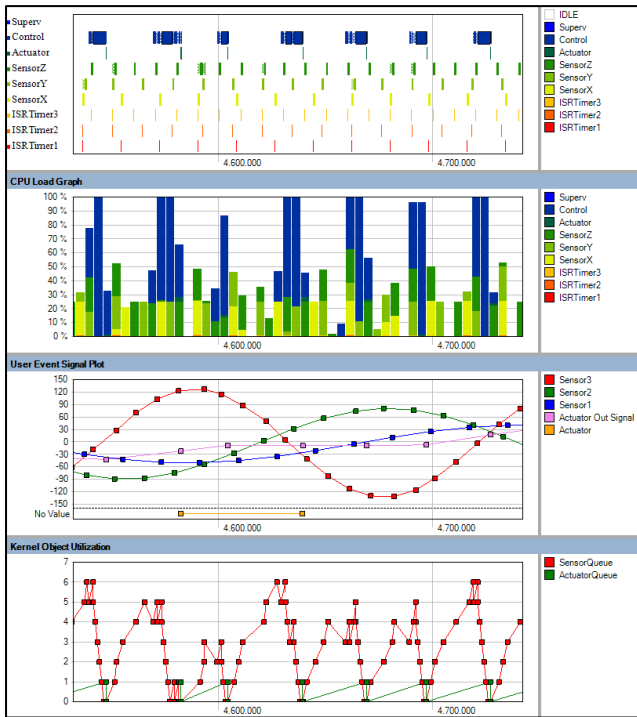 Superv
Control
Actuator
SensorZ
SensorY
SensorX
ISRTimer3
ISRTimer2
ISRTimer1
4.600.000 4.700.000
IDLE
Superv
Control
Actuator
SensorZ
SensorY
SensorX
ISRTimer3
ISRTimer2
ISRTimer1
CPU Load Graph
100 %
90 %
80 %
70 %
60 %
50 %
40 %
30 %
20 %
10 %
0 %
4.600.000 4.700.000
Superv
Control
Actuator
SensorZ
SensorY
SensorX
ISRTimer3
ISRTimer2
ISRTimer1
User Event Signal Plot
150
120
90
60
30
0
-30
-60
-90
-120
-150
No Value
4.600.000 4.700.000
Sensor3
Sensor2
Sensor1
Actuator Out Signal
Actuator
Kernel Object Utilization
7
6
5
4
3
2
1
0
4.600.000 4.700.000
SensorQueue
ActuatorQueue